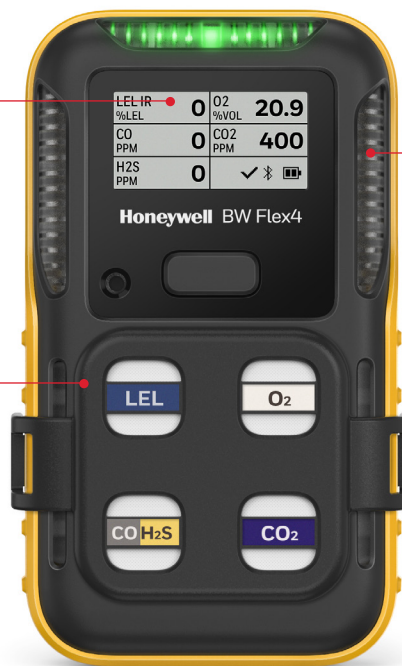 LEL IR 0 O2 20.9
%LEL %VOL
CO 0 CO2 400
PPM PPM
H2S 0
PPM
Honeywell BW Flex4
LEL O2
CO H2S CO2